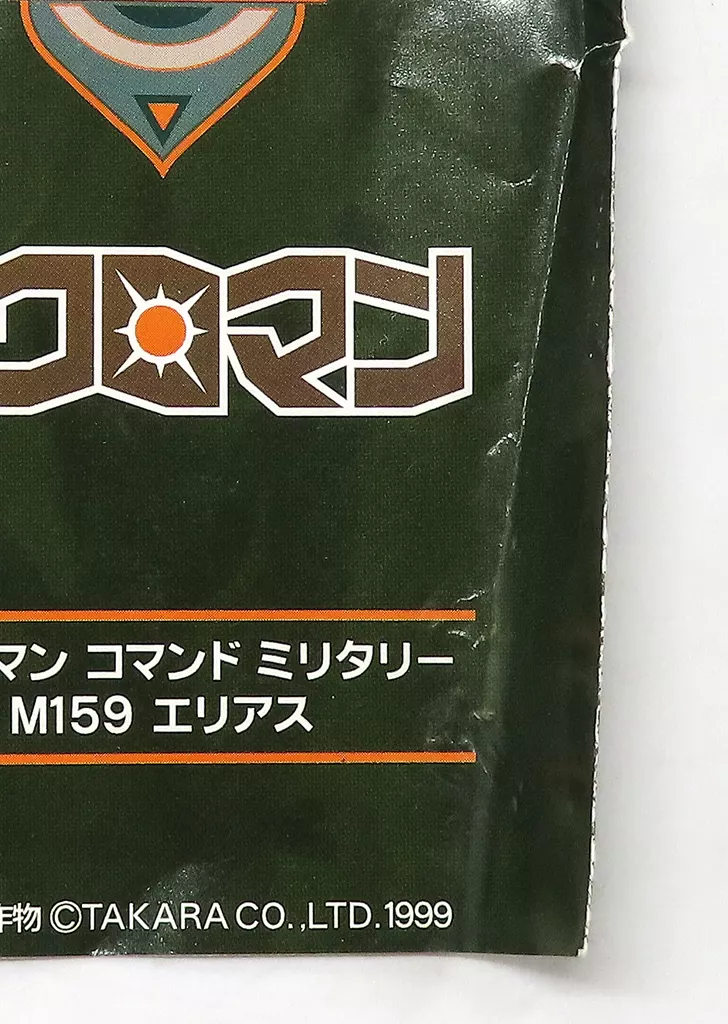 クロマン
マン コマンド ミリタリー
M159 エリアス
作物 ©TAKARA CO.,LTD.1999